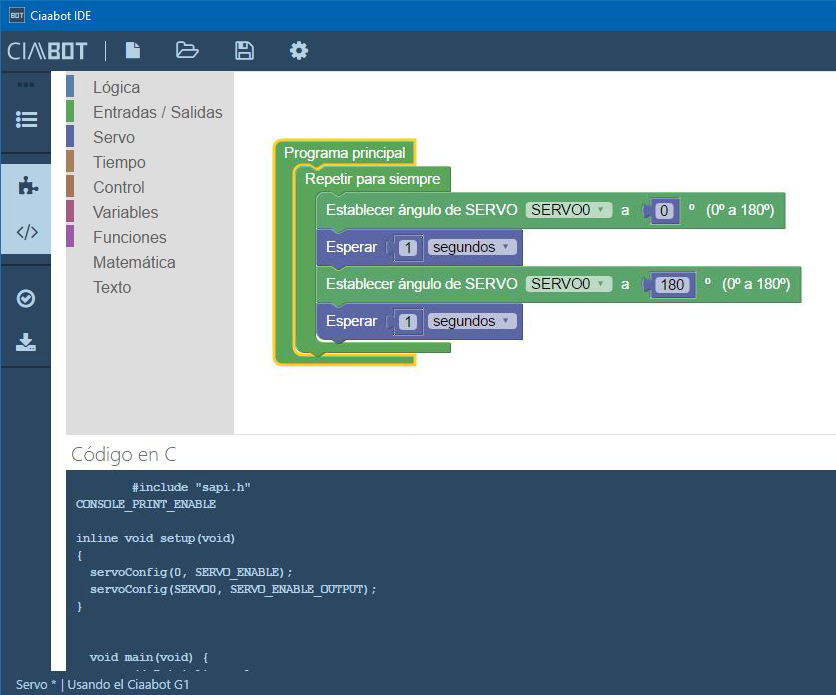 BOT Ciaabot IDE
CIAABOT
Lógica
Entradas / Salidas
Servo
Tiempo
Control
Variables
Funciones
Matemática
Texto
Programa principal
Repetir para siempre
Establecer ángulo de SERVO SERVO0 a 0 º (0º a 180º)
Esperar 1 segundos
Establecer ángulo de SERVO SERVO0 a 180 º (0º a 180º)
Esperar 1 segundos
</>
Código en C
#include "sapi.h"
CONSOLE_PRINT_ENABLE
inline void setup(void)
{
servoConfig(0, SERVO_ENABLE);
servoConfig(SERVO0, SERVO_ENABLE_OUTPUT);
}
void main(void) {
Servo * | Usando el Ciaabot G1